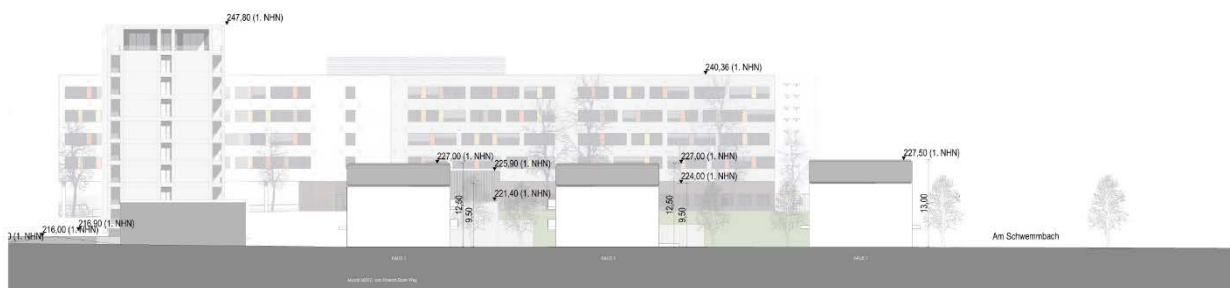 247,80 (1. NHN)
240,36 (1. NHN)
227,00 (1. NHN)
225,90 (1. NHN)
227,00 (1. NHN)
227,50 (1. NHN)
224,00 (1. NHN)
221,40 (1. NHN)
12,50
9,50
12,50
9,50
13,00
216,90 (1. NHN)
216,00 (1. NHN)
(1. NHN)
Am Schwemmbach